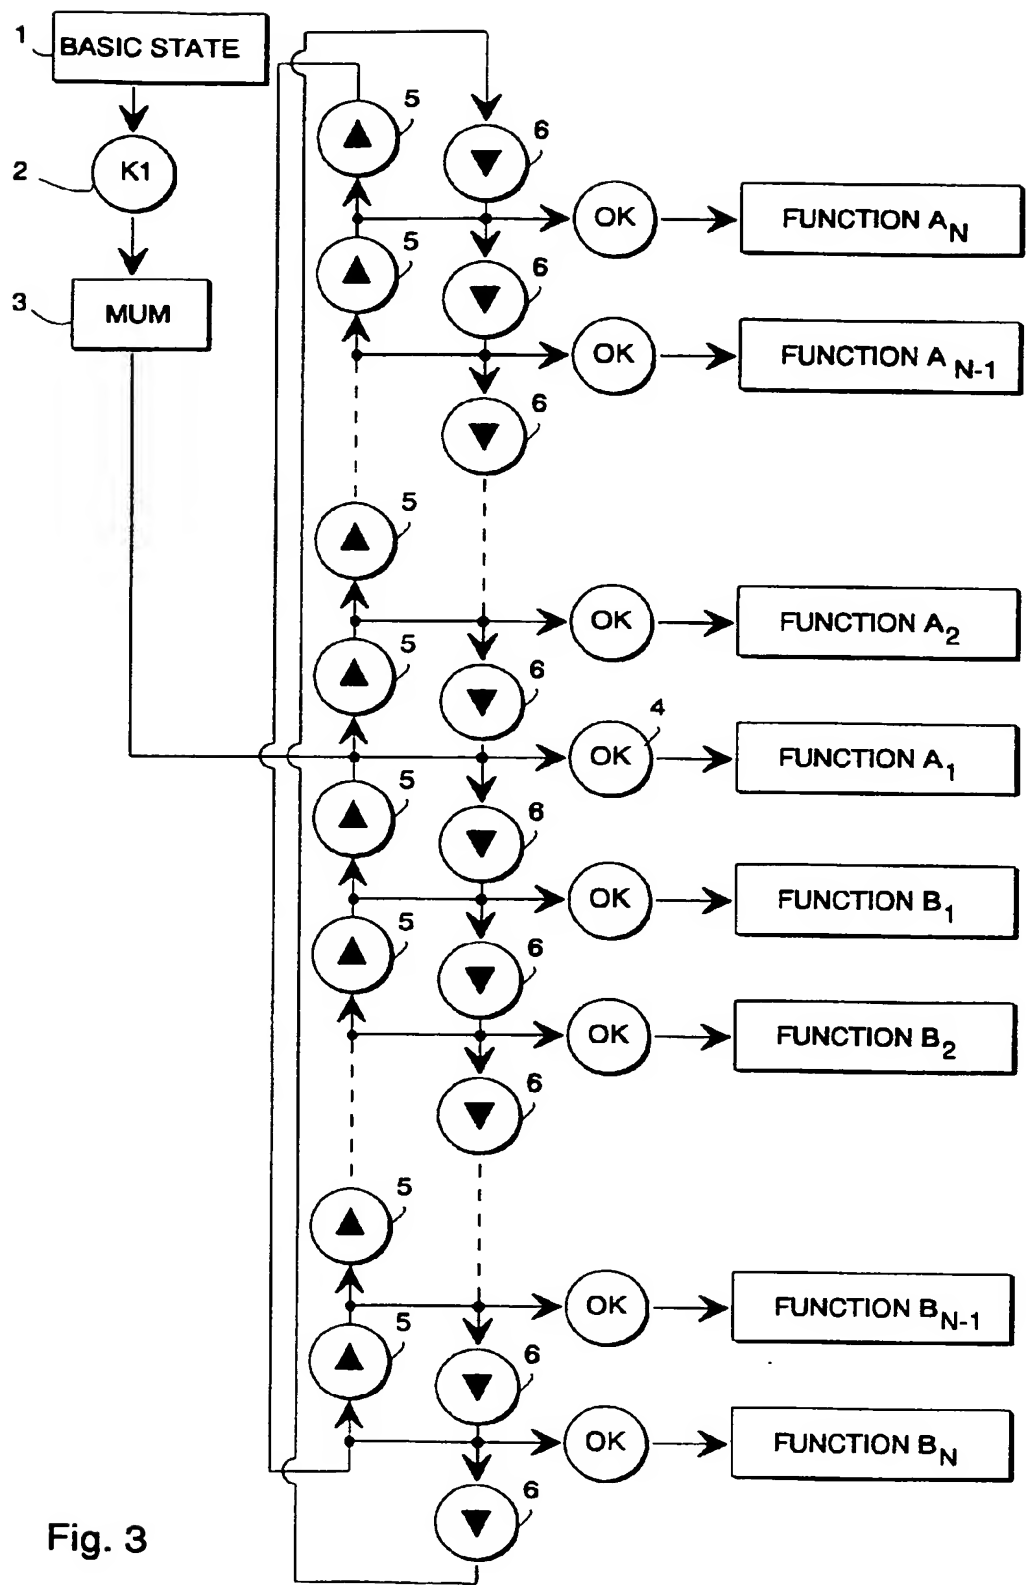 1 BASIC STATE
5
6
2 K1
OK FUNCTION A_N
5
6
3 MUM
OK FUNCTION A_N-1
6
5
OK FUNCTION A_2
5
6
4
OK FUNCTION A_1
5
6
OK FUNCTION B_1
5
6
OK FUNCTION B_2
6
5
OK FUNCTION B_N-1
5
6
OK FUNCTION B_N
6
Fig. 3